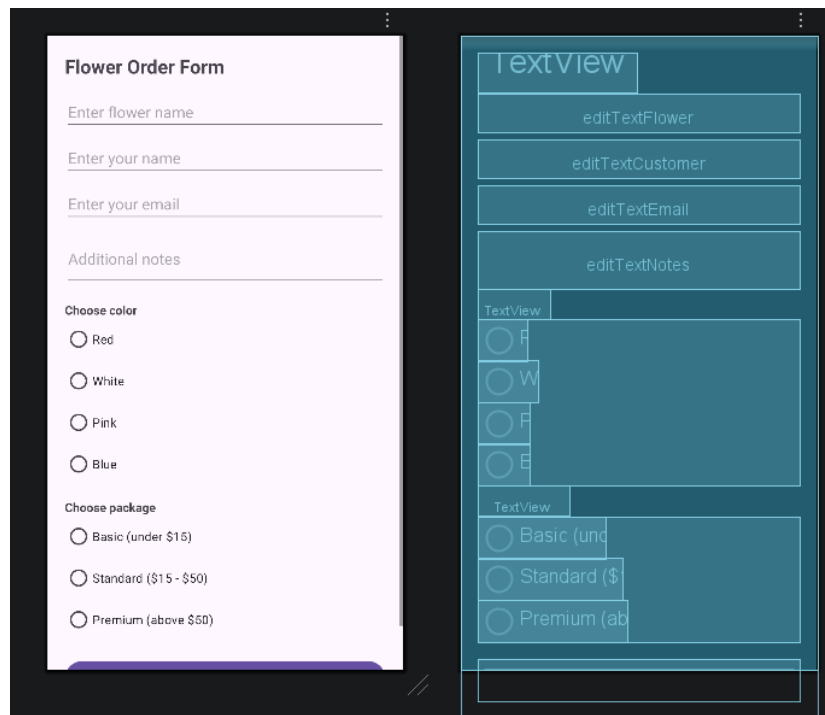 Flower Order Form
Enter flower name
Enter your name
Enter your email
Additional notes
Choose color
Red
White
Pink
Blue
Choose package
Basic (under $15)
Standard ($15 - $50)
Premium (above $50)
TextView
editTextFlower
editTextCustomer
editTextEmail
editTextNotes
TextView
W
TextView
Basic (und
Standard ($
Premium (ab